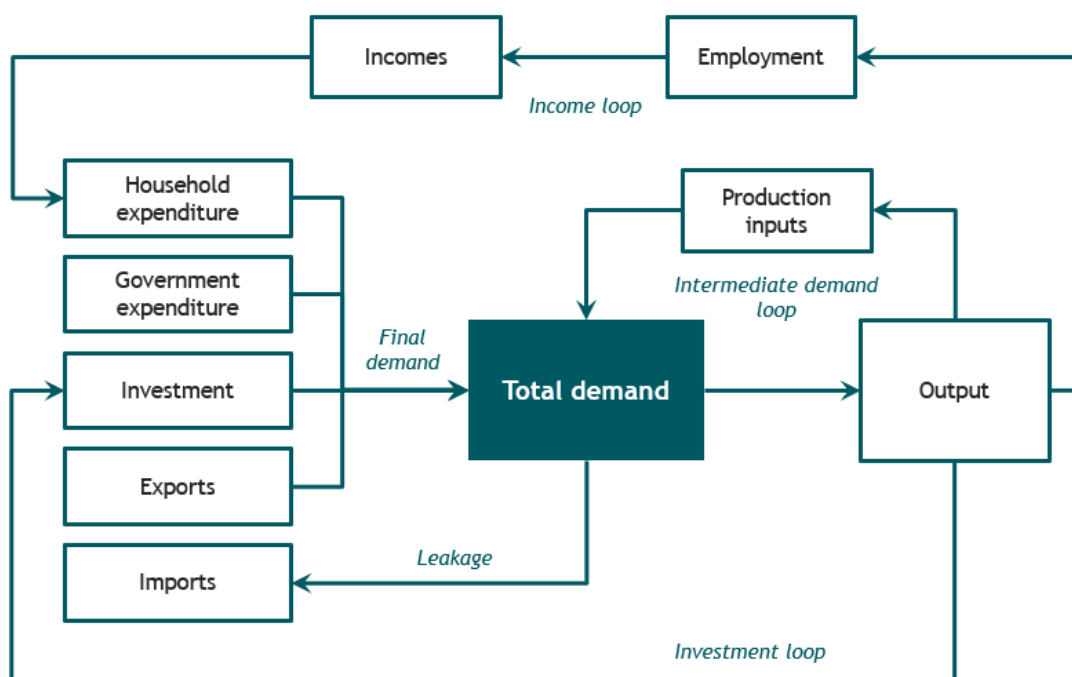 Incomes
Employment
Income loop
Household
expenditure
Production
inputs
Government
expenditure
Intermediate demand
loop
Final
demand
Investment
Total demand
Output
Exports
Leakage
Imports
Investment loop